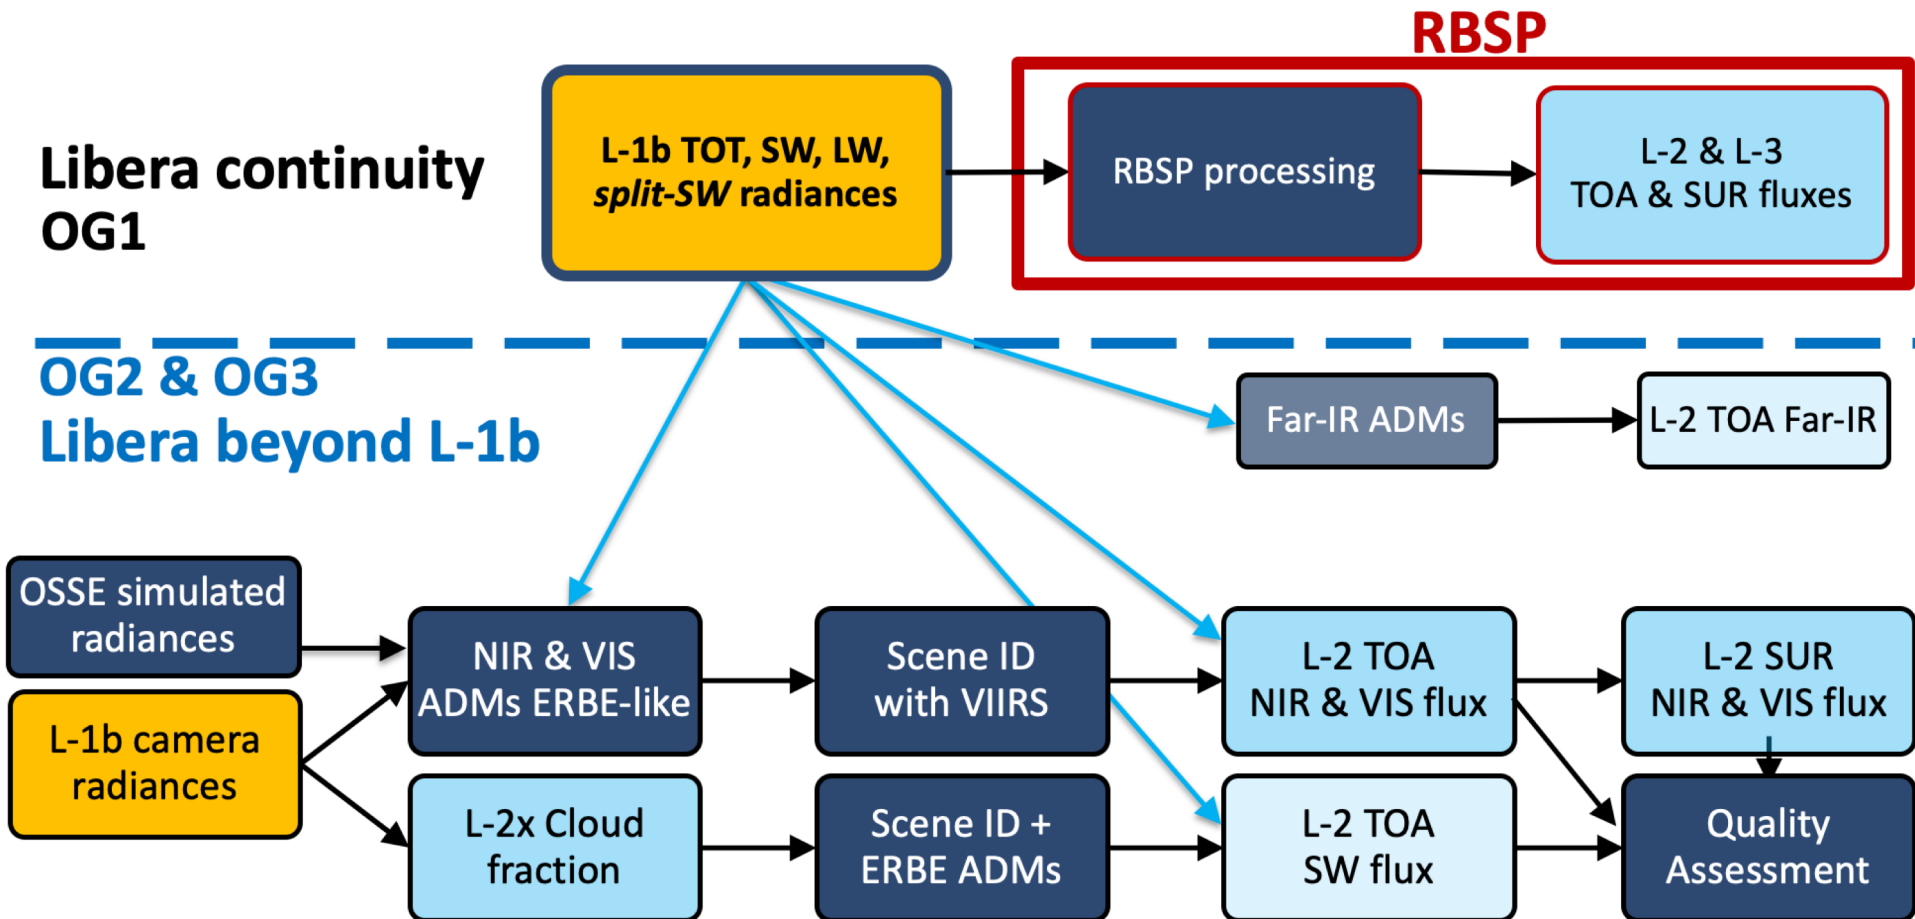 RBSP
Libera continuity
OG1
L-1b TOT, SW, LW,
split-SW radiances
RBSP processing
L-2 & L-3
TOA & SUR fluxes
OG2 & OG3
Libera beyond L-1b
Far-IR ADMs
L-2 TOA Far-IR
OSSE simulated
radiances
L-1b camera
radiances
NIR & VIS
ADMs ERBE-like
Scene ID
with VIIRS
L-2 TOA
NIR & VIS flux
L-2 SUR
NIR & VIS flux
L-2x Cloud
fraction
Scene ID +
ERBE ADMs
L-2 TOA
SW flux
Quality
Assessment